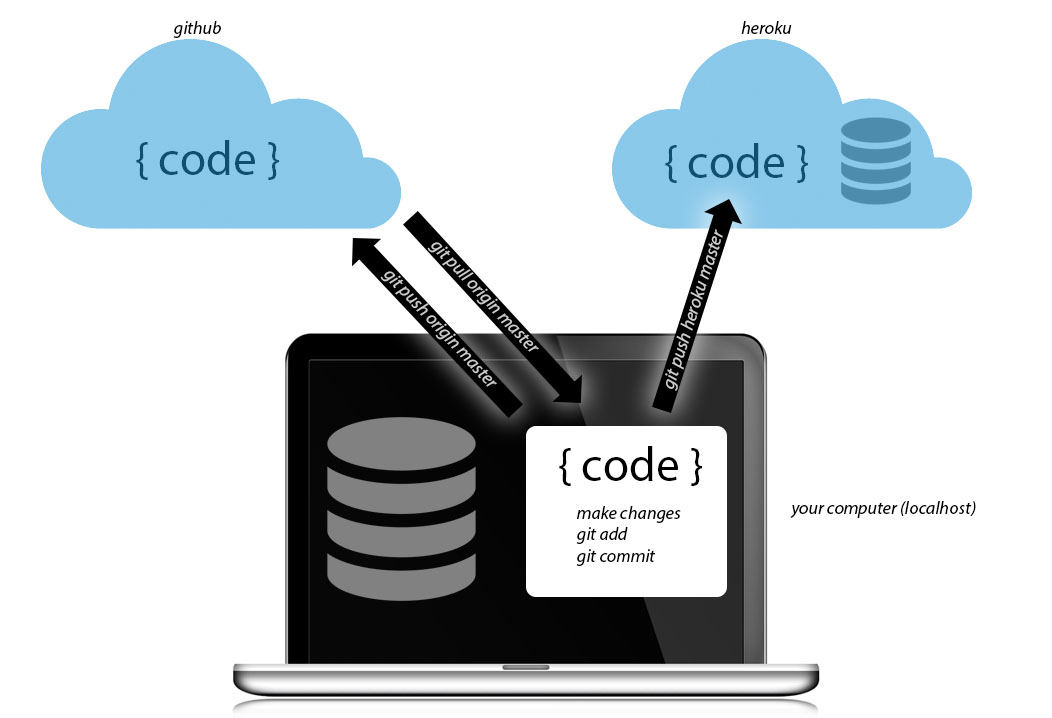 github
heroku
{ code }
{ code }
git pull origin master
git push origin master
git push heroku master
{ code }
make changes
git add
git commit
your computer (localhost)